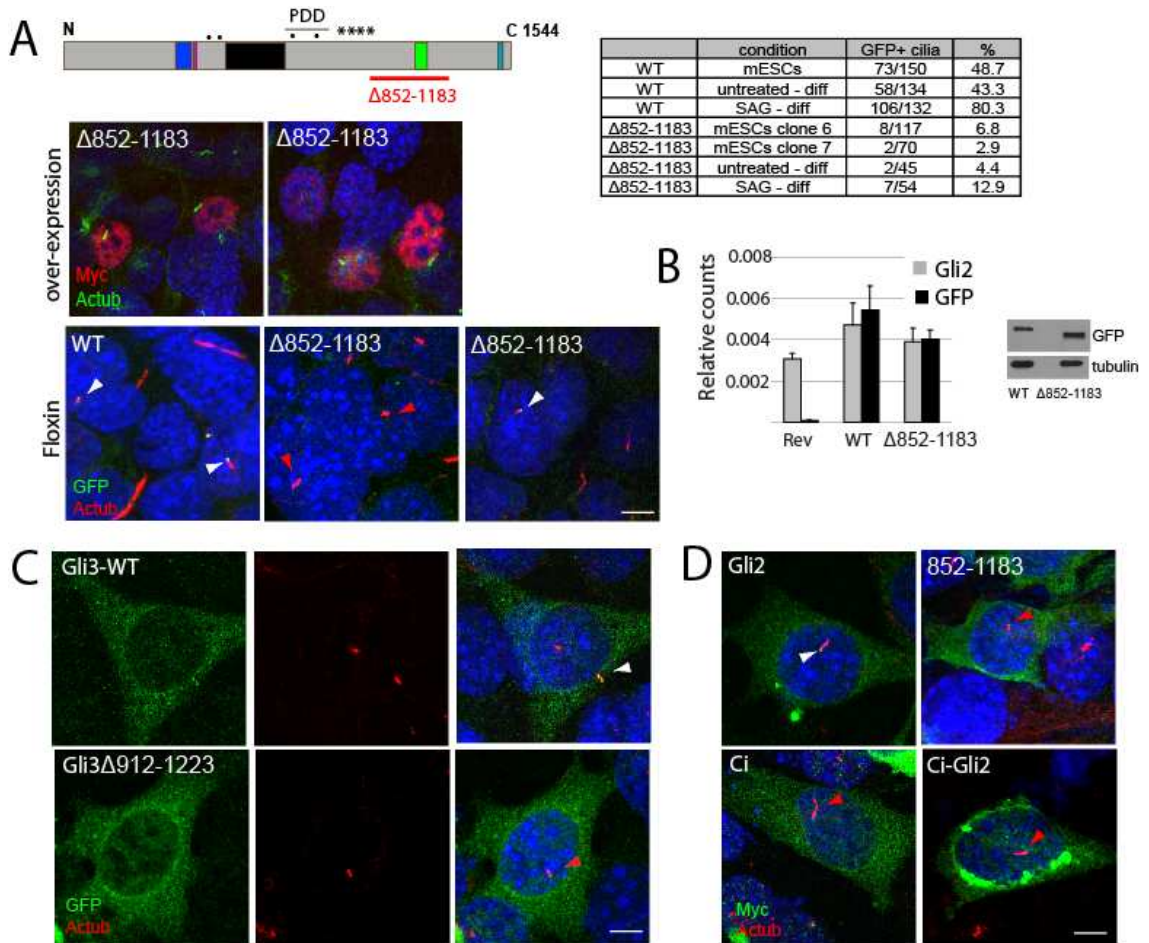 A
N
PDD
• •
• •
****
C 1544
Δ852-1183
condition GFP+ cilia %
WT mESCs 73/150 48.7
WT untreated - diff 58/134 43.3
WT SAG - diff 106/132 80.3
Δ852-1183 mESCs clone 6 8/117 6.8
Δ852-1183 mESCs clone 7 2/70 2.9
Δ852-1183 untreated - diff 2/45 4.4
Δ852-1183 SAG - diff 7/54 12.9
over-expression
Δ852-1183
Myc
Actub
Δ852-1183
Floxin
WT
GFP
Actub
Δ852-1183
Δ852-1183
B
Relative counts
0.008
0.006
0.004
0.002
Gli2
GFP
Rev WT Δ852-1183
GFP
tubulin
WT Δ852-1183
C
Gli3-WT
Gli3Δ912-1223
GFP
Actub
D
Gli2
852-1183
Ci
Myc
Actub
Ci-Gli2